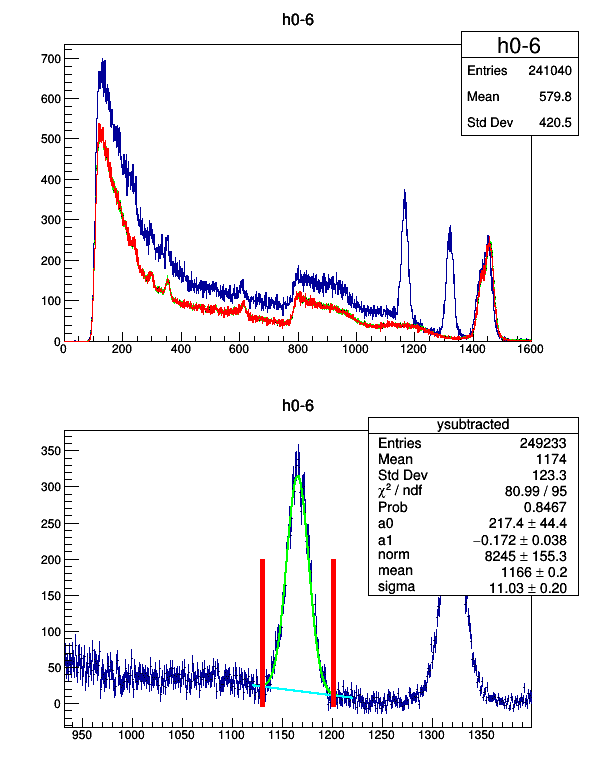 h0-6
h0-6
Entries 241040
Mean 579.8
Std Dev 420.5
700
600
500
400
300
200
100
0
0 200 400 600 800 1000 1200 1400 1600
h0-6
ysubtracted
Entries 249233
Mean 1174
Std Dev 123.3
χ² / ndf 80.99 / 95
Prob 0.8467
a0 217.4 ± 44.4
a1 −0.172 ± 0.038
norm 8245 ± 155.3
mean 1166 ± 0.2
sigma 11.03 ± 0.20
350
300
250
200
150
100
50
0
950 1000 1050 1100 1150 1200 1250 1300 1350